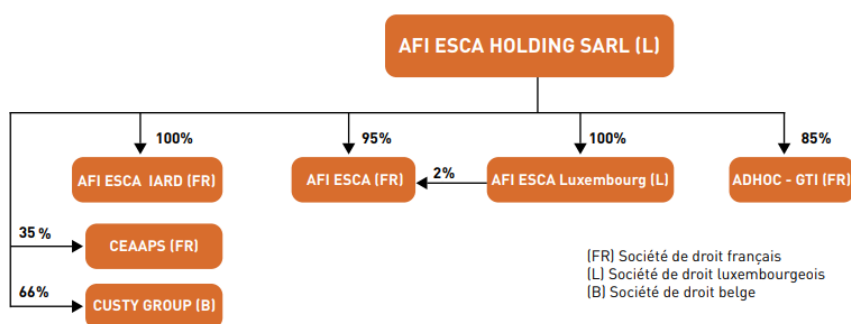 AFI ESCA HOLDING SARL (L)
100%
95%
100%
85%
AFI ESCA IARD (FR)
AFI ESCA (FR)
2%
AFI ESCA Luxembourg (L)
ADHOC - GTI (FR)
35%
CEAAPS (FR)
66%
CUSTY GROUP (B)
(FR) Société de droit français
(L) Société de droit luxembourgeois
(B) Société de droit belge